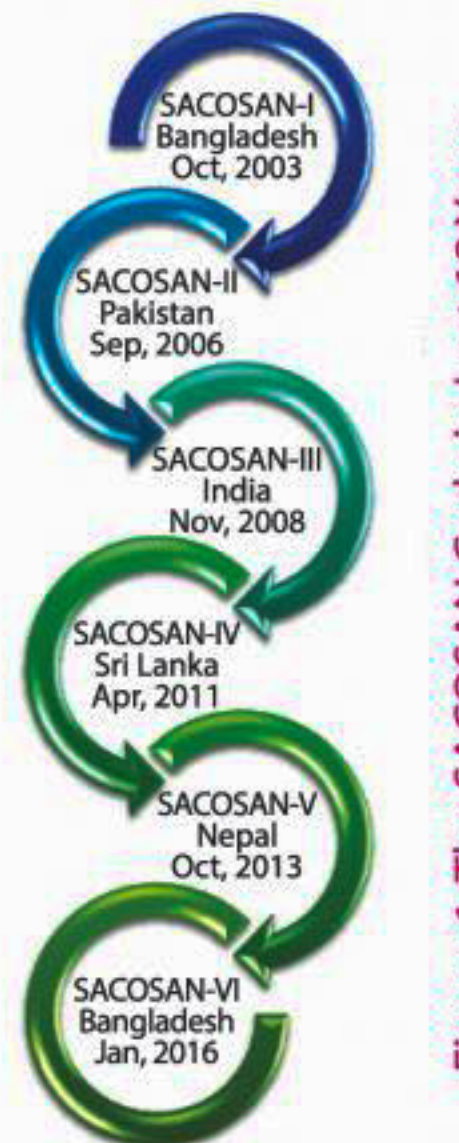 SACOSAN-I
Bangladesh
Oct, 2003
SACOSAN-II
Pakistan
Sep, 2006
SACOSAN-III
India
Nov, 2008
SACOSAN-IV
Sri Lanka
Apr, 2011
SACOSAN-V
Nepal
Oct, 2013
SACOSAN-VI
Bangladesh
Jan, 2016